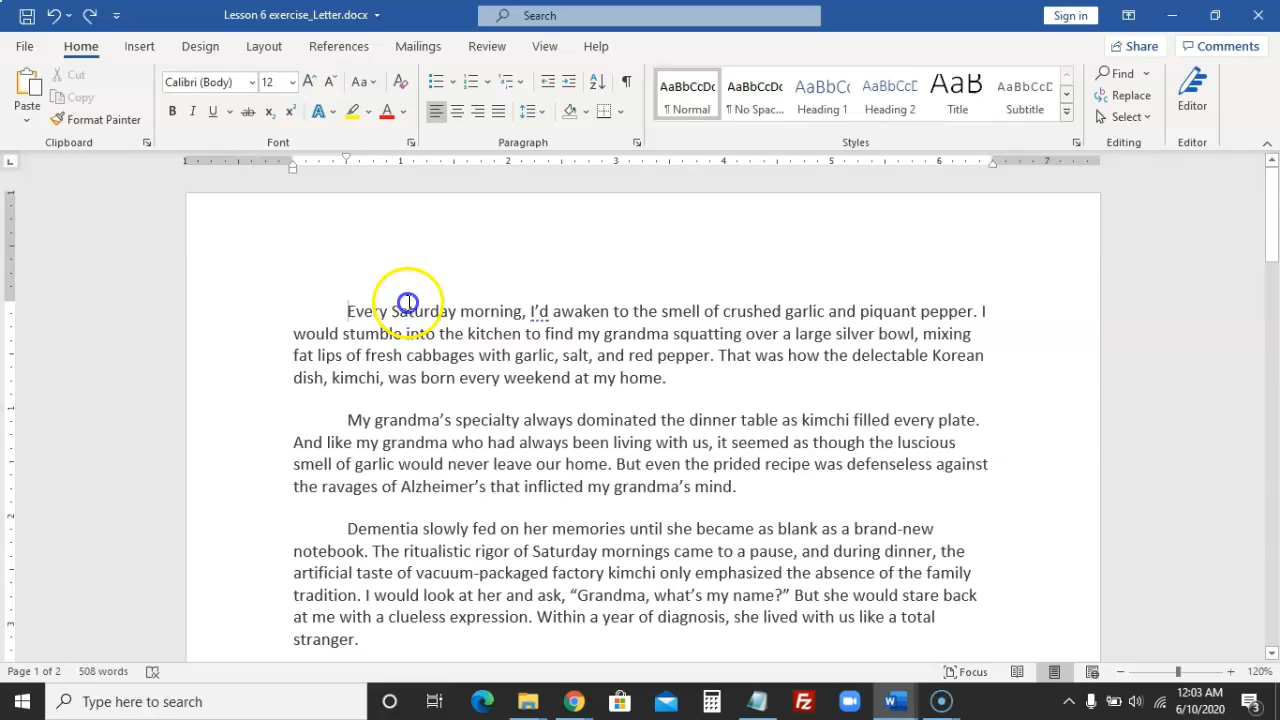 Lesson 6 exercise_Letter.docx
Search
Sign in
File Home Insert Design Layout References Mailings Review View Help
Share
Comments
Paste
Cut
Copy
Format Painter
Calibri (Body) 12
AaBbCcDc AaBbCcDc AaBbCc AaBbCcD AaB AaBbCcD
¶ Normal ¶ No Spac... Heading 1 Heading 2 Title Subtitle
Find
Replace
Select
Editor
Clipboard Font Paragraph Styles Editing Editor
1 1 2 3 4 5 6 7
Every Saturday morning, I’d awaken to the smell of crushed garlic and piquant pepper. I
would stumble into the kitchen to find my grandma squatting over a large silver bowl, mixing
fat lips of fresh cabbages with garlic, salt, and red pepper. That was how the delectable Korean
dish, kimchi, was born every weekend at my home.
My grandma’s specialty always dominated the dinner table as kimchi filled every plate.
And like my grandma who had always been living with us, it seemed as though the luscious
smell of garlic would never leave our home. But even the prided recipe was defenseless against
the ravages of Alzheimer’s that inflicted my grandma’s mind.
Dementia slowly fed on her memories until she became as blank as a brand-new
notebook. The ritualistic rigor of Saturday mornings came to a pause, and during dinner, the
artificial taste of vacuum-packaged factory kimchi only emphasized the absence of the family
tradition. I would look at her and ask, “Grandma, what’s my name?” But she would stare back
at me with a clueless expression. Within a year of diagnosis, she lived with us like a total
stranger.
Page 1 of 2 508 words
Focus
120%
Type here to search
12:03 AM
6/10/2020
3